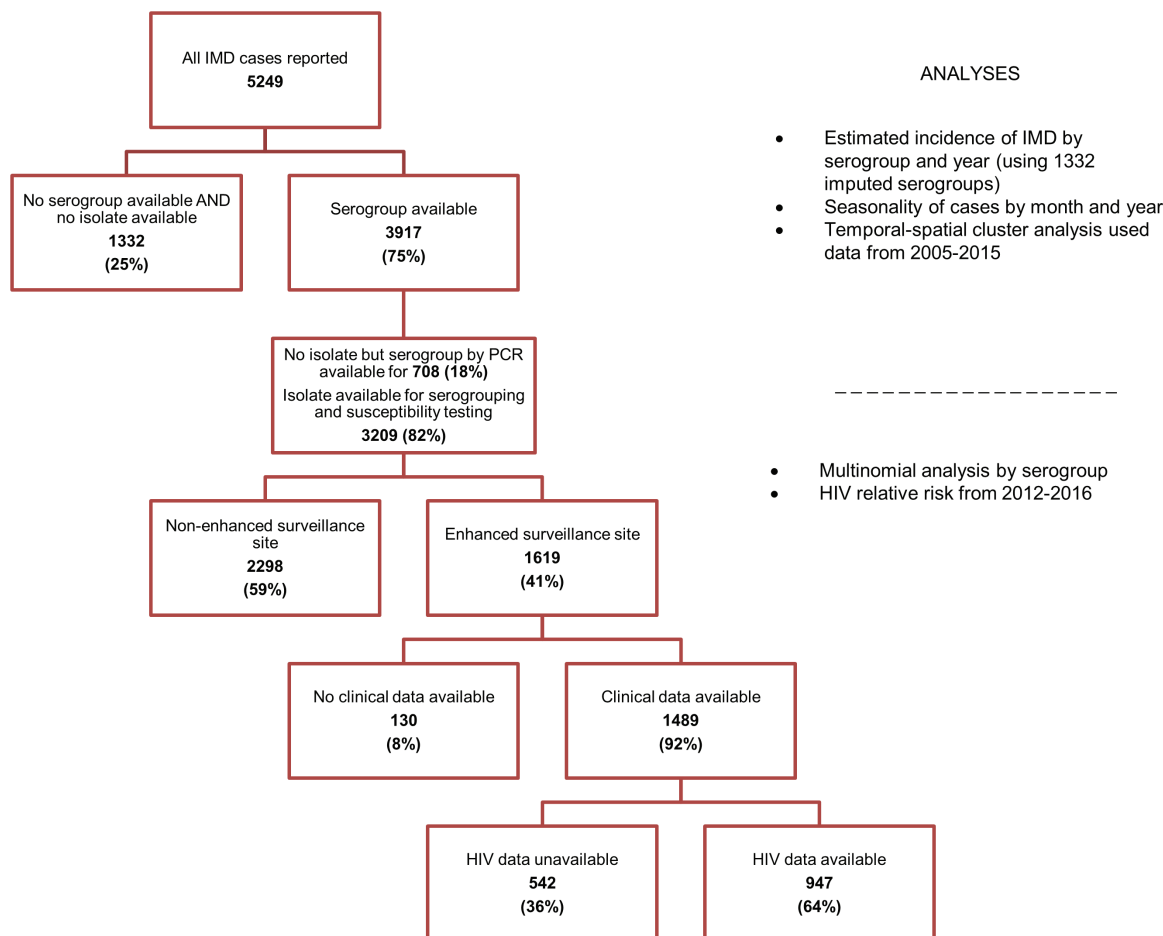 All IMD cases reported
5249
No serogroup available AND
no isolate available
1332
(25%)
Serogroup available
3917
(75%)
No isolate but serogroup by PCR
available for 708 (18%)
Isolate available for serogrouping
and susceptibility testing
3209 (82%)
Non-enhanced surveillance
site
2298
(59%)
Enhanced surveillance site
1619
(41%)
No clinical data available
130
(8%)
Clinical data available
1489
(92%)
HIV data unavailable
542
(36%)
HIV data available
947
(64%)
ANALYSES
• Estimated incidence of IMD by
serogroup and year (using 1332
imputed serogroups)
• Seasonality of cases by month and year
• Temporal-spatial cluster analysis used
data from 2005-2015
• Multinomial analysis by serogroup
• HIV relative risk from 2012-2016